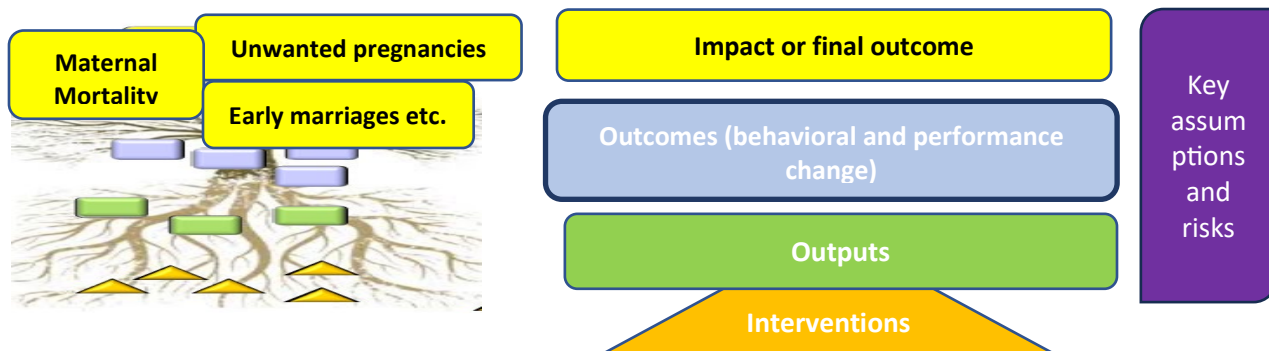 Maternal
Mortality
Unwanted pregnancies
Early marriages etc.
Impact or final outcome
Outcomes (behavioral and performance
change)
Outputs
Interventions
Key
assum
ptions
and
risks